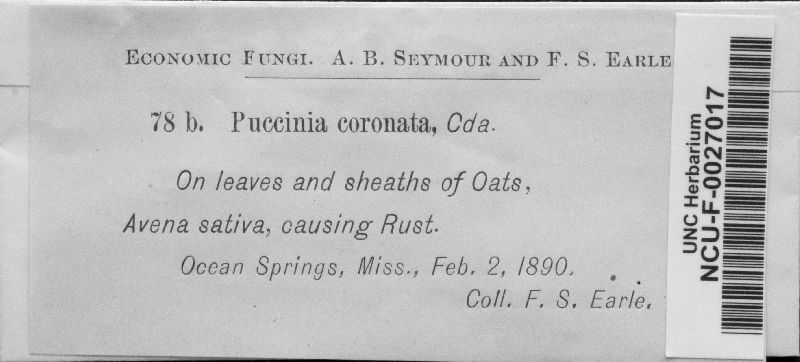 Economic Fungi. A. B. Seymour and F. S. Earle
78 b. Puccinia coronata, Cda.
On leaves and sheaths of Oats,
Avena sativa, causing Rust.
Ocean Springs, Miss., Feb. 2, 1890.
Coll. F. S. Earle.
UNC Herbarium
NCU-F-0027017